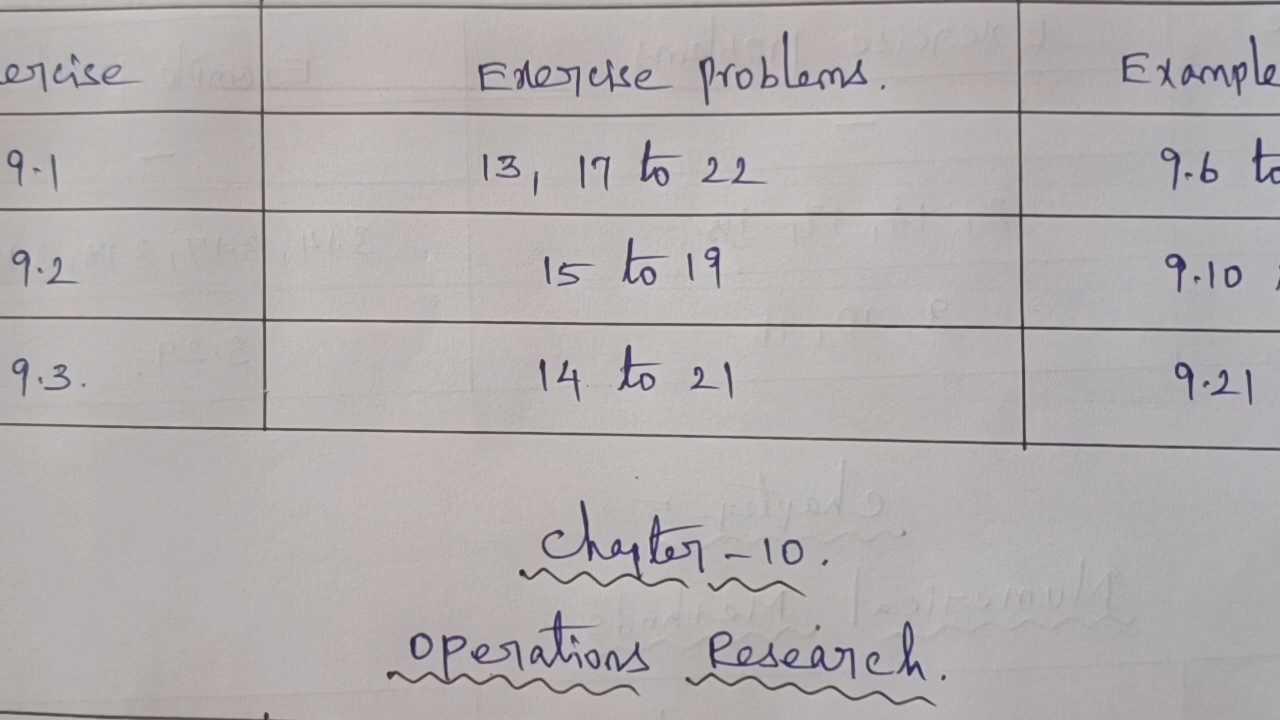 ercise Exercise problems. Example
9.1 13, 17 to 22 9.6 to
9.2 15 to 19 9.10
9.3. 14 to 21 9.21
Chapter - 10.
Operations Research.